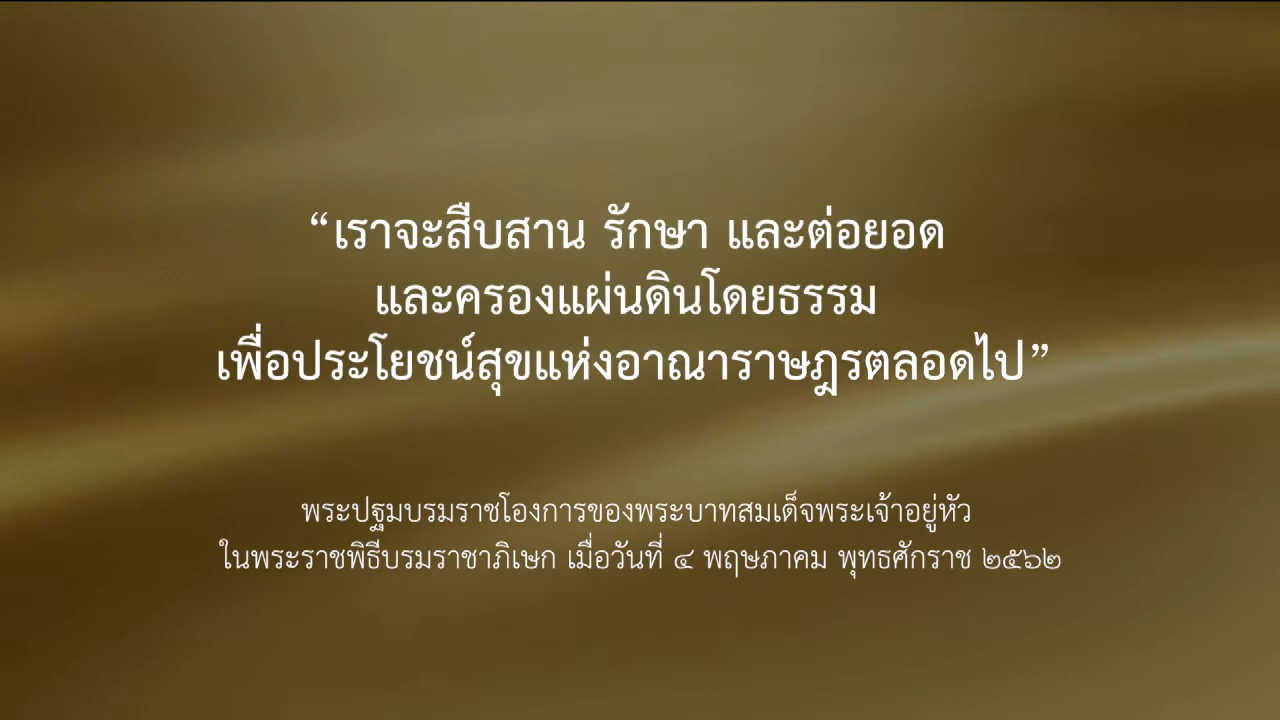 “เราจะสืบสาน รักษา และต่อยอด
และครองแผ่นดินโดยธรรม
เพื่อประโยชน์สุขแห่งอาณาราษฎรตลอดไป”
พระปฐมบรมราชโองการของพระบาทสมเด็จพระเจ้าอยู่หัว
ในพระราชพิธีบรมราชาภิเษก เมื่อวันที่ ๔ พฤษภาคม พุทธศักราช ๒๕๖๒